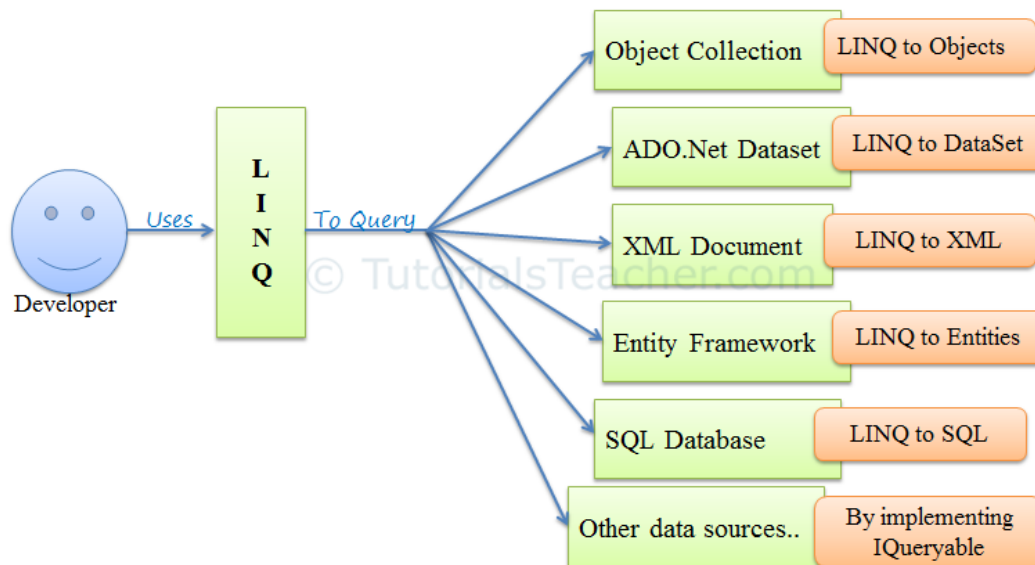 Object Collection
LINQ to Objects
ADO.Net Dataset
LINQ to DataSet
L
I
N
Q
Uses
To Query
XML Document
LINQ to XML
© TutorialsTeacher.com
Developer
Entity Framework
LINQ to Entities
SQL Database
LINQ to SQL
Other data sources..
By implementing
IQueryable